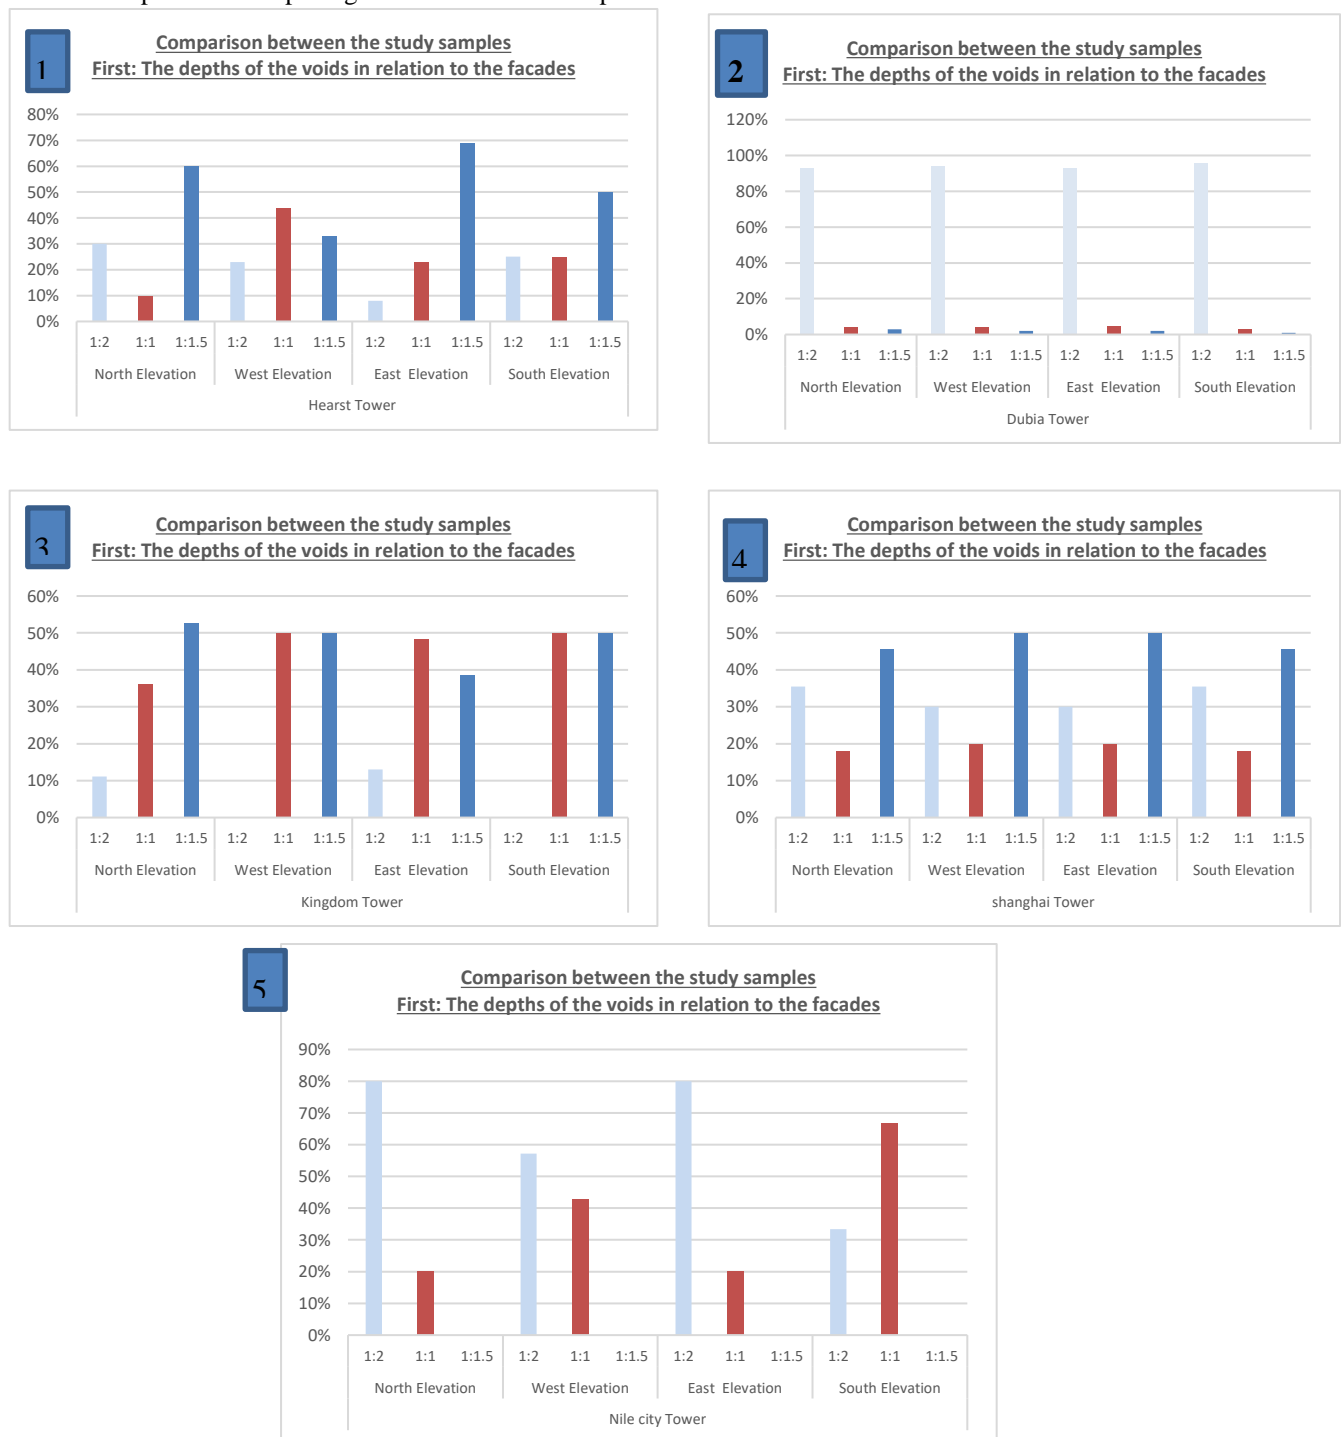 1
Comparison between the study samples
First: The depths of the voids in relation to the facades
80%
70%
60%
50%
40%
30%
20%
10%
0%
1:2 1:1 1:1.5 1:2 1:1 1:1.5 1:2 1:1 1:1.5 1:2 1:1 1:1.5
North Elevation West Elevation East Elevation South Elevation
Hearst Tower
2
Comparison between the study samples
First: The depths of the voids in relation to the facades
120%
100%
80%
60%
40%
20%
0%
1:2 1:1 1:1.5 1:2 1:1 1:1.5 1:2 1:1 1:1.5 1:2 1:1 1:1.5
North Elevation West Elevation East Elevation South Elevation
Dubia Tower
3
Comparison between the study samples
First: The depths of the voids in relation to the facades
60%
50%
40%
30%
20%
10%
0%
1:2 1:1 1:1.5 1:2 1:1 1:1.5 1:2 1:1 1:1.5 1:2 1:1 1:1.5
North Elevation West Elevation East Elevation South Elevation
Kingdom Tower
4
Comparison between the study samples
First: The depths of the voids in relation to the facades
60%
50%
40%
30%
20%
10%
0%
1:2 1:1 1:1.5 1:2 1:1 1:1.5 1:2 1:1 1:1.5 1:2 1:1 1:1.5
North Elevation West Elevation East Elevation South Elevation
shanghai Tower
5
Comparison between the study samples
First: The depths of the voids in relation to the facades
90%
80%
70%
60%
50%
40%
30%
20%
10%
0%
1:2 1:1 1:1.5 1:2 1:1 1:1.5 1:2 1:1 1:1.5 1:2 1:1 1:1.5
North Elevation West Elevation East Elevation South Elevation
Nile city Tower